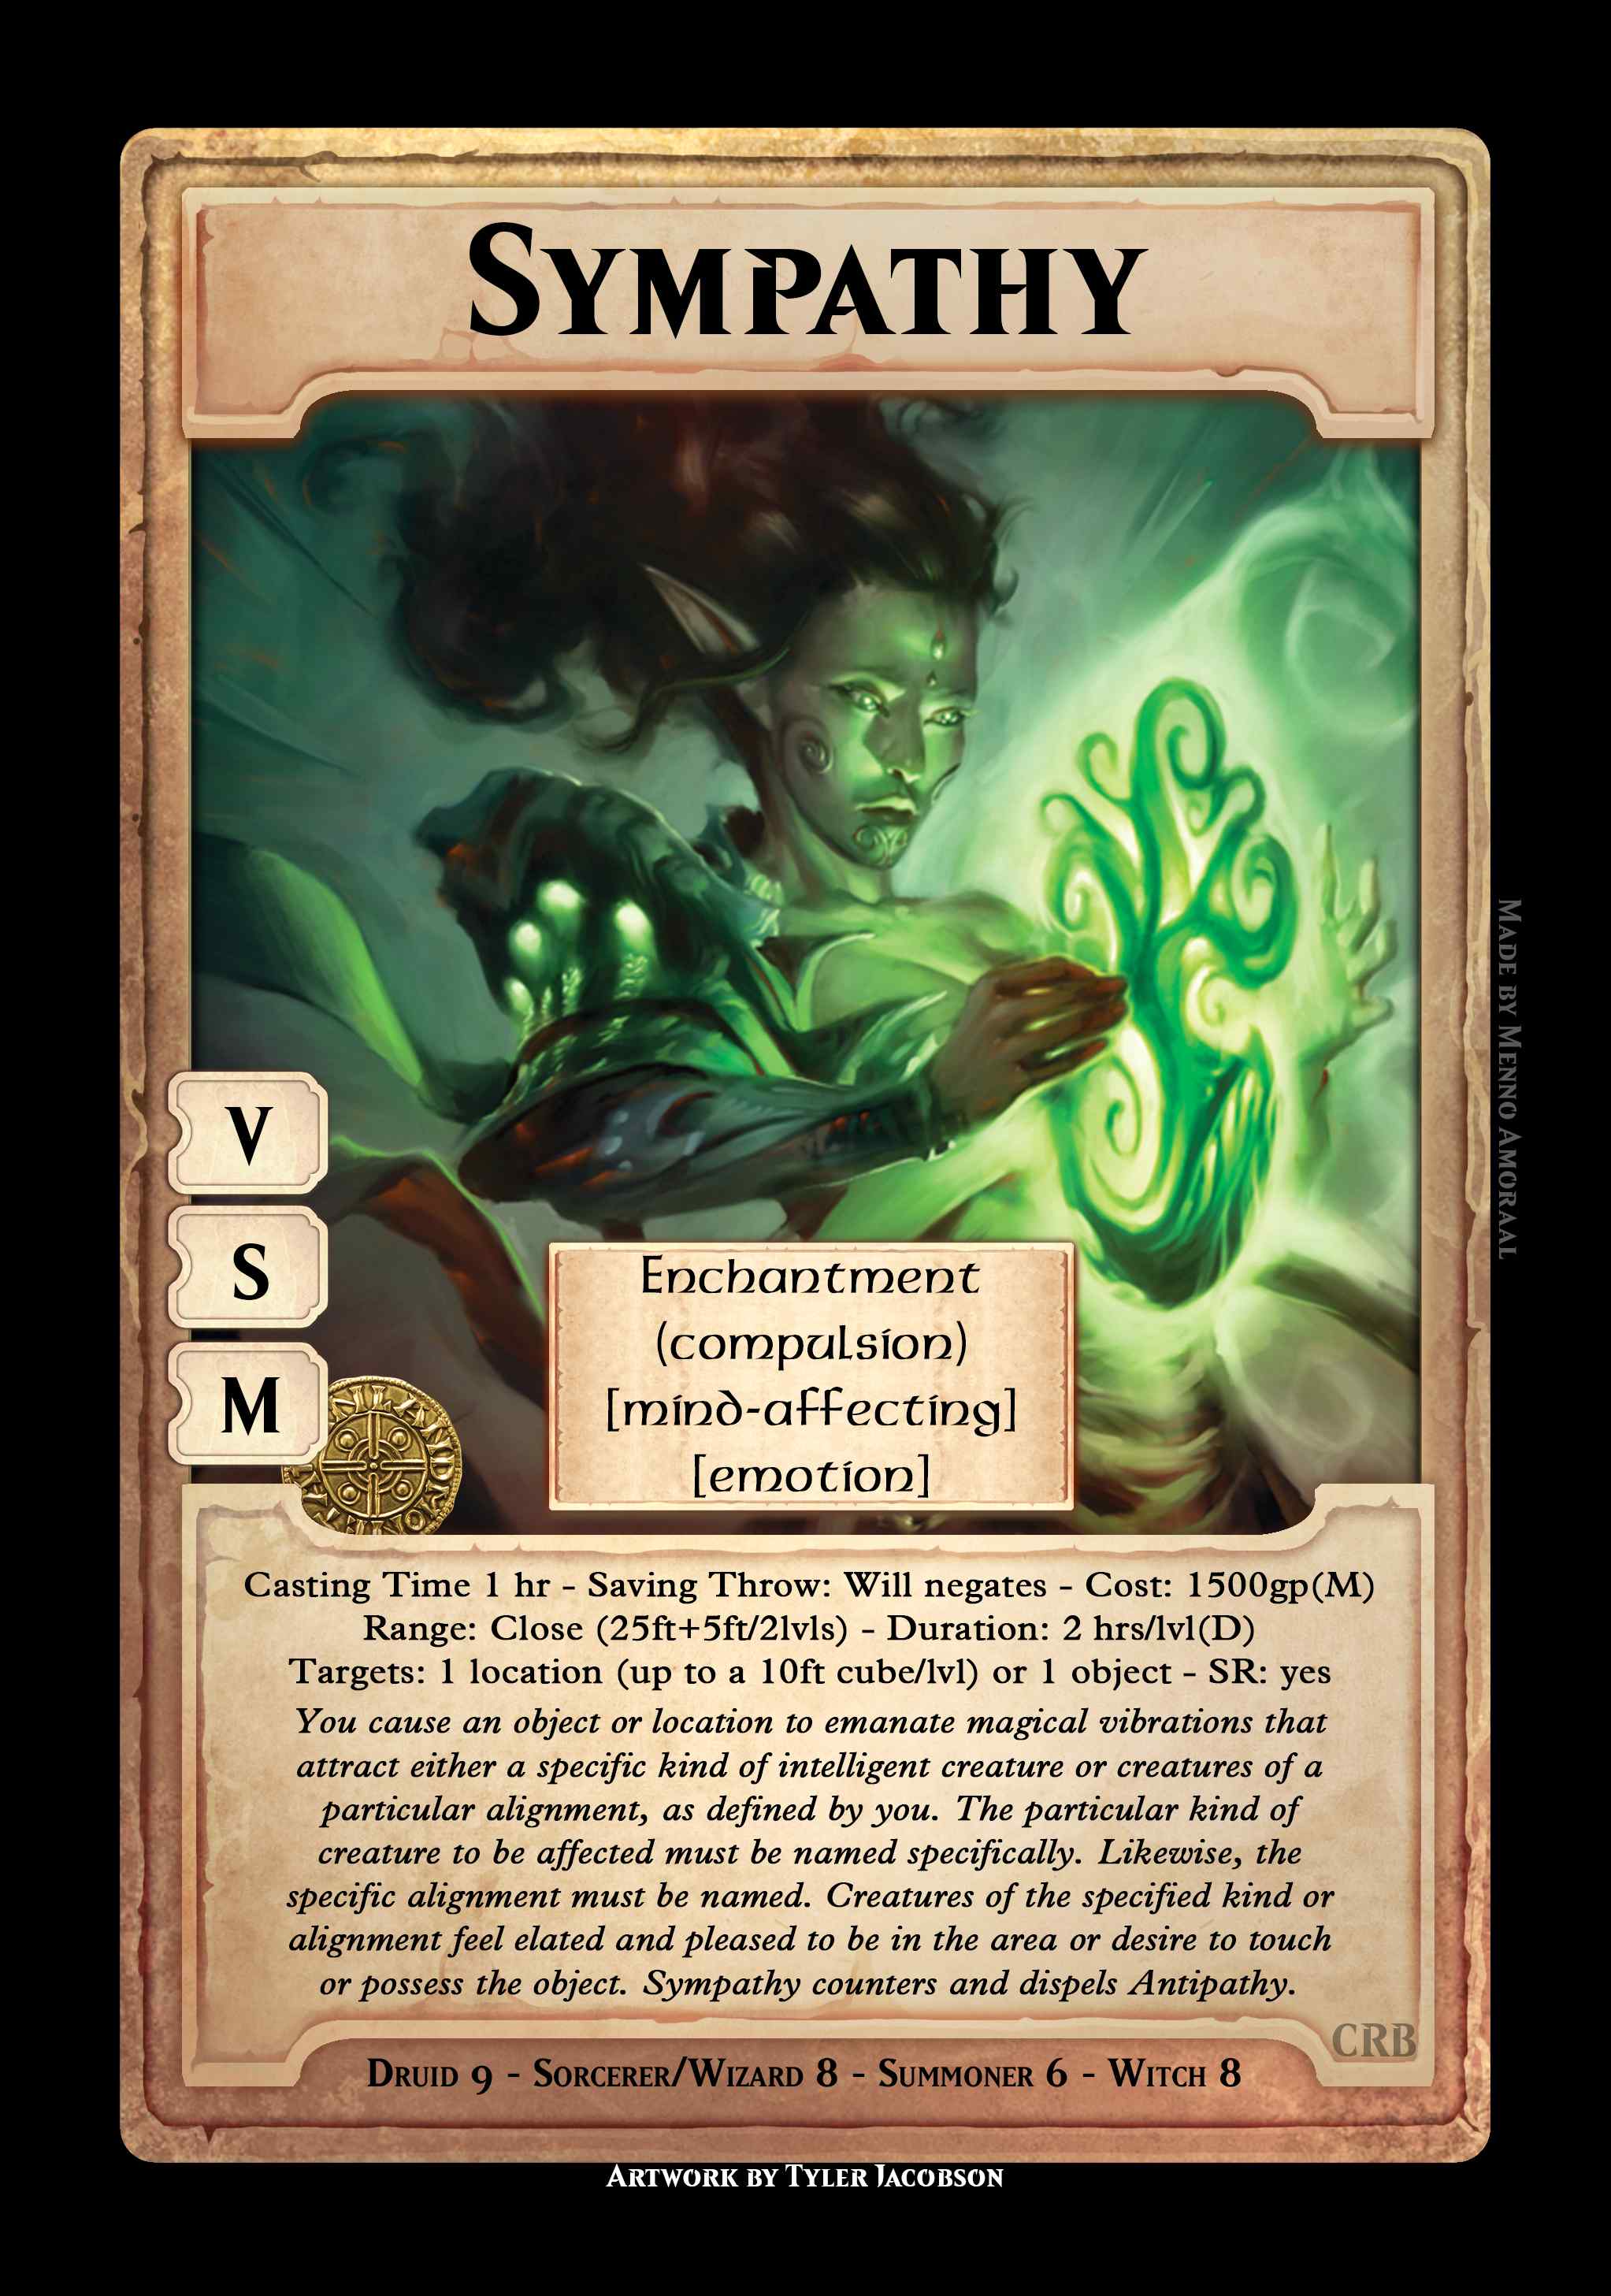 Sympathy
V
S
M
Enchantment
(compulsion)
[mind-affecting]
[emotion]
Casting Time 1 hr - Saving Throw: Will negates - Cost: 1500gp(M)
Range: Close (25ft+5ft/2lvls) - Duration: 2 hrs/lvl(D)
Targets: 1 location (up to a 10ft cube/lvl) or 1 object - SR: yes
You cause an object or location to emanate magical vibrations that
attract either a specific kind of intelligent creature or creatures of a
particular alignment, as defined by you. The particular kind of
creature to be affected must be named specifically. Likewise, the
specific alignment must be named. Creatures of the specified kind or
alignment feel elated and pleased to be in the area or desire to touch
or possess the object. Sympathy counters and dispels Antipathy.
CRB
Druid 9 - Sorcerer/Wizard 8 - Summoner 6 - Witch 8
Artwork by Tyler Jacobson
Made by Menno Amoraal